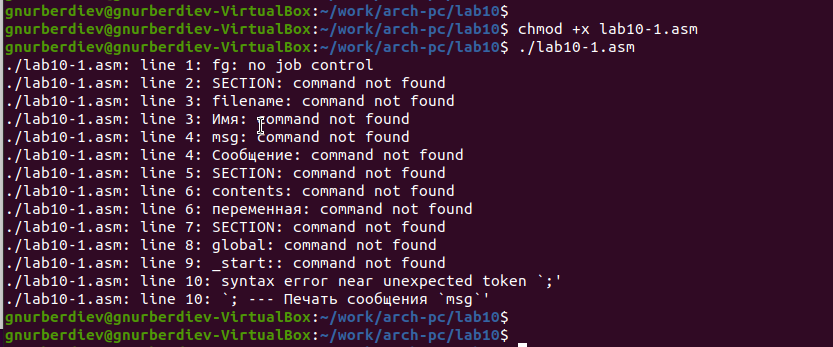 gnurberdiev@gnurberdiev-VirtualBox:~/work/arch-pc/lab10$
gnurberdiev@gnurberdiev-VirtualBox:~/work/arch-pc/lab10$ chmod +x lab10-1.asm
gnurberdiev@gnurberdiev-VirtualBox:~/work/arch-pc/lab10$ ./lab10-1.asm
./lab10-1.asm: line 1: fg: no job control
./lab10-1.asm: line 2: SECTION: command not found
./lab10-1.asm: line 3: filename: command not found
./lab10-1.asm: line 3: Имя: command not found
./lab10-1.asm: line 4: msg: command not found
./lab10-1.asm: line 4: Сообщение: command not found
./lab10-1.asm: line 5: SECTION: command not found
./lab10-1.asm: line 6: contents: command not found
./lab10-1.asm: line 6: переменная: command not found
./lab10-1.asm: line 7: SECTION: command not found
./lab10-1.asm: line 8: global: command not found
./lab10-1.asm: line 9: _start:: command not found
./lab10-1.asm: line 10: syntax error near unexpected token `;'
./lab10-1.asm: line 10: `; --- Печать сообщения `msg`'
gnurberdiev@gnurberdiev-VirtualBox:~/work/arch-pc/lab10$
gnurberdiev@gnurberdiev-VirtualBox:~/work/arch-pc/lab10$